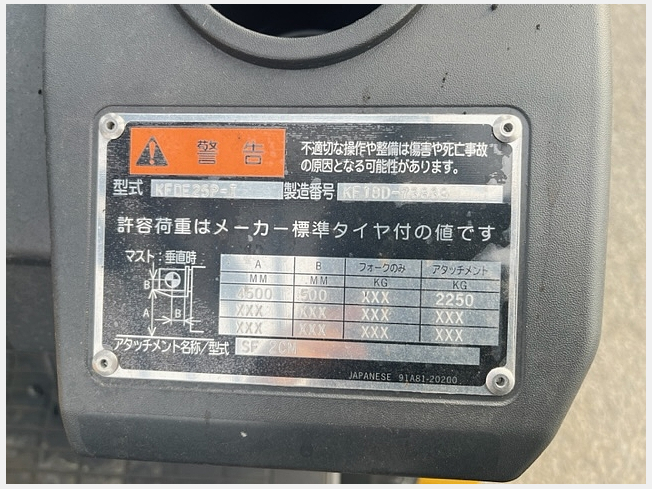 警告
不適切な操作や整備は傷害や死亡事故
の原因となる可能性があります。
型式 製造番号
許容荷重はメーカー標準タイヤ付の値です
マスト：垂直時
A B フォークのみ アタッチメント
MM MM KG KG
XXX 2250
XXX XXX XXX XXX
XXX XXX XXX XXX
B
A B
アタッチメント名称/型式
JAPANESE 91A81-20200